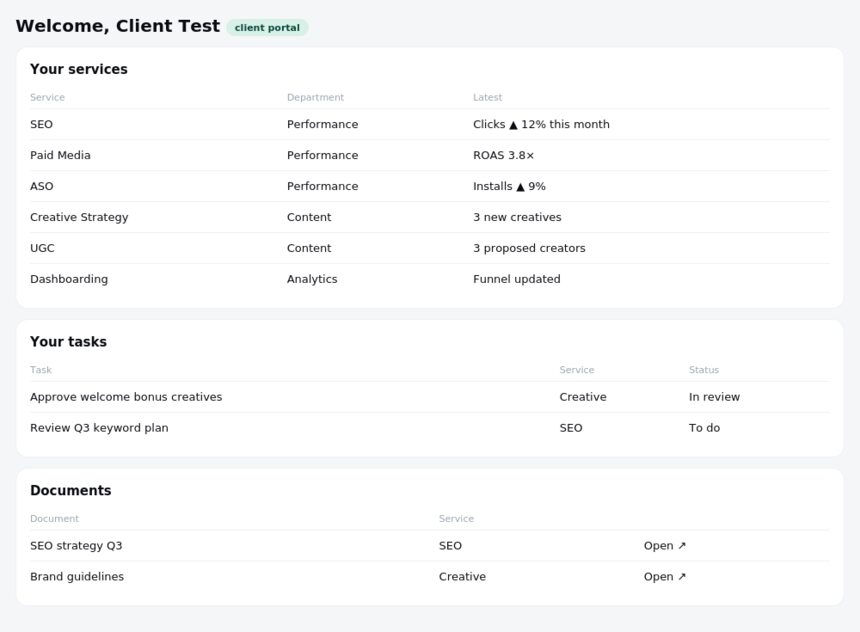 Welcome, Client Test client portal
Your services
Service Department Latest
SEO Performance Clicks ▲ 12% this month
Paid Media Performance ROAS 3.8×
ASO Performance Installs ▲ 9%
Creative Strategy Content 3 new creatives
UGC Content 3 proposed creators
Dashboarding Analytics Funnel updated
Your tasks
Task Service Status
Approve welcome bonus creatives Creative In review
Review Q3 keyword plan SEO To do
Documents
Document Service
SEO strategy Q3 SEO Open ↗
Brand guidelines Creative Open ↗